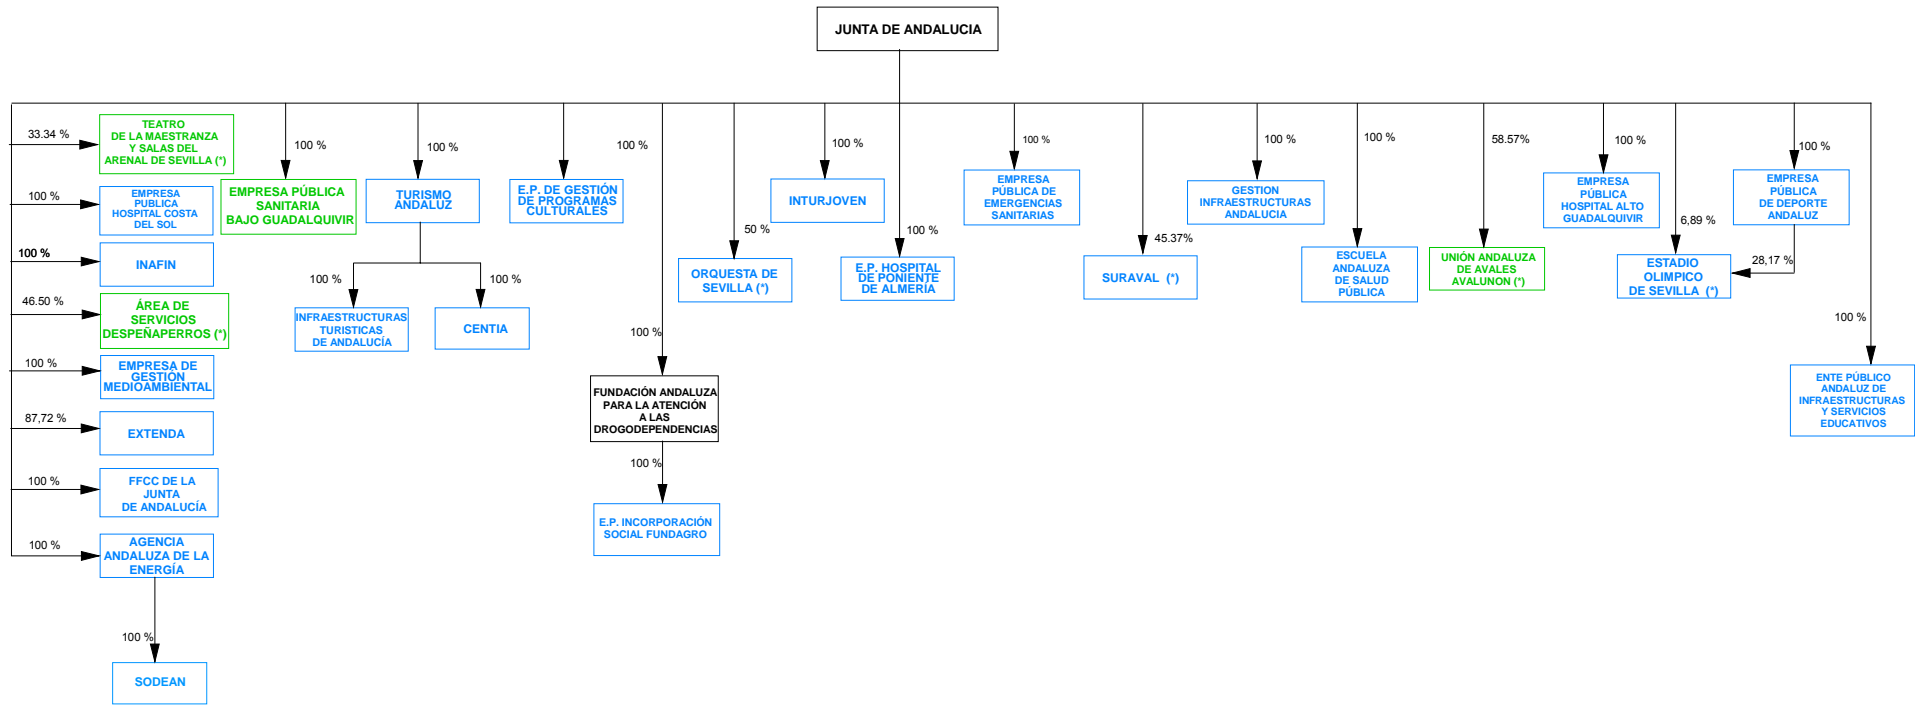 JUNTA DE ANDALUCIA
33.34 %
TEATRO
DE LA MAESTRANZA
Y SALAS DEL
ARENAL DE SEVILLA (*)
100 %
EMPRESA
PUBLICA
HOSPITAL COSTA
DEL SOL
100 %
INAFIN
46.50 %
ÁREA DE
SERVICIOS
DESPEÑAPERROS (*)
100 %
EMPRESA DE
GESTIÓN
MEDIOAMBIENTAL
87,72 %
EXTENDA
100 %
FFCC DE LA
JUNTA
DE ANDALUCÍA
100 %
AGENCIA
ANDALUZA DE LA
ENERGÍA
100 %
SODEAN
100 %
EMPRESA PÚBLICA
SANITARIA
BAJO GUADALQUIVIR
100 %
TURISMO
ANDALUZ
100 %
INFRAESTRUCTURAS
TURISTICAS
DE ANDALUCÍA
100 %
CENTIA
100 %
E.P. DE GESTIÓN
DE PROGRAMAS
CULTURALES
100 %
FUNDACIÓN ANDALUZA
PARA LA ATENCIÓN
A LAS
DROGODEPENDENCIAS
100 %
E.P. INCORPORACIÓN
SOCIAL FUNDAGRO
50 %
ORQUESTA DE
SEVILLA (*)
100 %
INTURJOVEN
100 %
E.P. HOSPITAL
DE PONIENTE
DE ALMERÍA
100 %
EMPRESA
PÚBLICA DE
EMERGENCIAS
SANITARIAS
45.37%
SURAVAL (*)
100 %
GESTION
INFRAESTRUCTURAS
ANDALUCIA
100 %
ESCUELA
ANDALUZA
DE SALUD
PÚBLICA
58.57%
UNIÓN ANDALUZA
DE AVALES
AVALUNON (*)
100 %
EMPRESA
PÚBLICA
HOSPITAL ALTO
GUADALQUIVIR
6,89 %
ESTADIO
OLIMPICO
DE SEVILLA (*)
100 %
EMPRESA
PÚBLICA
DE DEPORTE
ANDALUZ
28,17 %
100 %
ENTE PÚBLICO
ANDALUZ DE
INFRAESTRUCTURAS
Y SERVICIOS
EDUCATIVOS
100 %